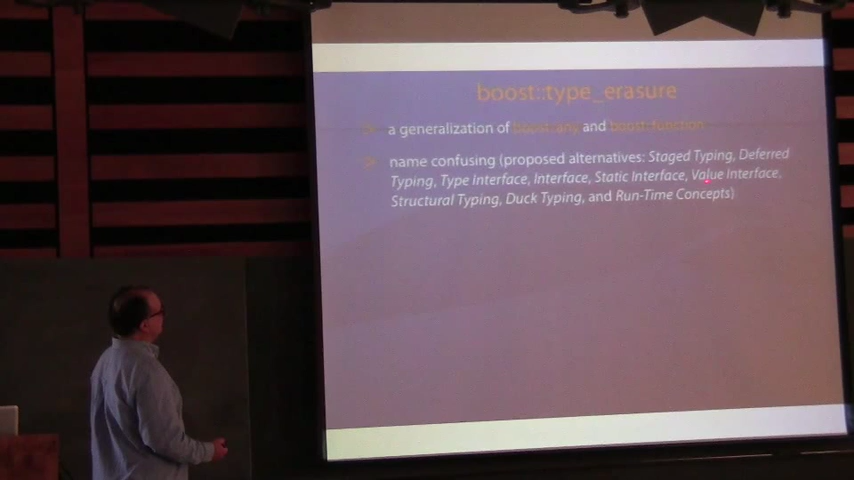 boost::type_erasure
a generalization of boost::any and boost::function
name confusing (proposed alternatives: Staged Typing, Deferred
Typing, Type Interface, Interface, Static Interface, Value Interface,
Structural Typing, Duck Typing, and Run-Time Concepts)